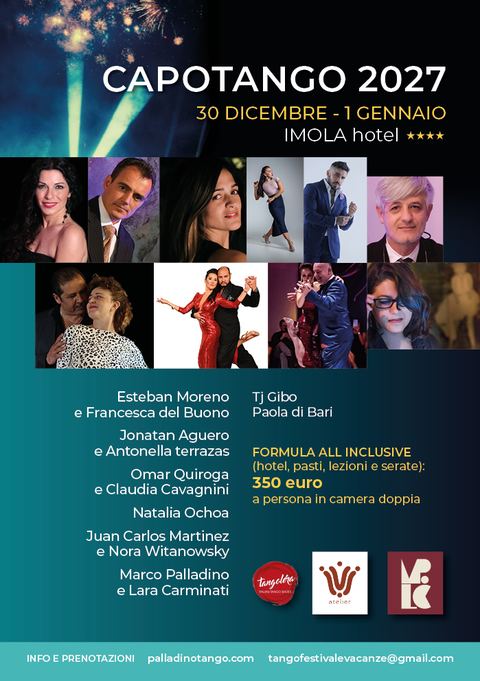 CAPOTANGO 2027
30 DICEMBRE - 1 GENNAIO
IMOLA hotel ★★★★
Esteban Moreno
e Francesca del Buono
Jonatan Aguero
e Antonella terrazas
Omar Quiroga
e Claudia Cavagnini
Natalia Ochoa
Juan Carlos Martinez
e Nora Witanowsky
Marco Palladino
e Lara Carminati
Tj Gibo
Paola di Bari
FORMULA ALL INCLUSIVE
(hotel, pasti, lezioni e serate):
350 euro
a persona in camera doppia
tangolera
atelier
INFO E PRENOTAZIONI palladinotango.com tangofestivalevacanze@gmail.com